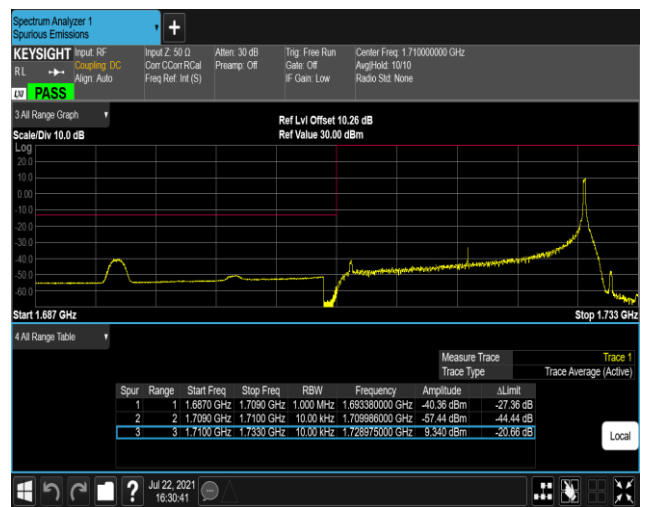 Spectrum Analyzer 1
Spurious Emissions
KEYSIGHT Input: RF Input Z: 50 Ω Atten: 30 dB Trig: Free Run Center Freq: 1.710000000 GHz
RL Coupling: DC Corr CCorr RCal Preamp: Off Gate: Off Avg|Hold: 10/10
Align: Auto Freq Ref: Int (S) IF Gain: Low Radio Std: None
LXI PASS
3 All Range Graph
Ref Lvl Offset 10.26 dB
Scale/Div 10.0 dB Ref Value 30.00 dBm
Log
20.0
10.0
0.00
-10.0
-20.0
-30.0
-40.0
-50.0
-60.0
Start 1.687 GHz Stop 1.733 GHz
4 All Range Table
Measure Trace Trace 1
Trace Type Trace Average (Active)
Spur Range Start Freq Stop Freq RBW Frequency Amplitude ΔLimit
1 1 1.6870 GHz 1.7090 GHz 1.000 MHz 1.693380000 GHz -40.36 dBm -27.36 dB
2 2 1.7090 GHz 1.7100 GHz 10.00 kHz 1.709986000 GHz -57.44 dBm -44.44 dB
3 3 1.7100 GHz 1.7330 GHz 10.00 kHz 1.728975000 GHz 9.340 dBm -20.66 dB
Local
? Jul 22, 2021
16:30:41